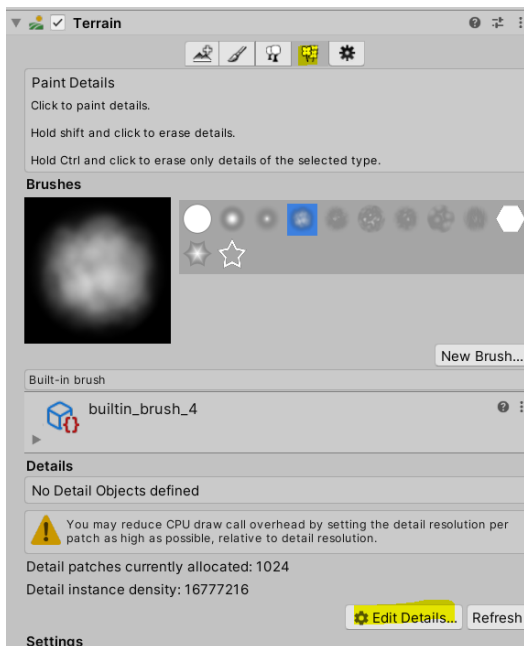 Terrain
Paint Details
Click to paint details.
Hold shift and click to erase details.
Hold Ctrl and click to erase only details of the selected type.
Brushes
New Brush...
Built-in brush
builtin_brush_4
Details
No Detail Objects defined
You may reduce CPU draw call overhead by setting the detail resolution per
patch as high as possible, relative to detail resolution.
Detail patches currently allocated: 1024
Detail instance density: 16777216
Edit Details... Refresh
Settings